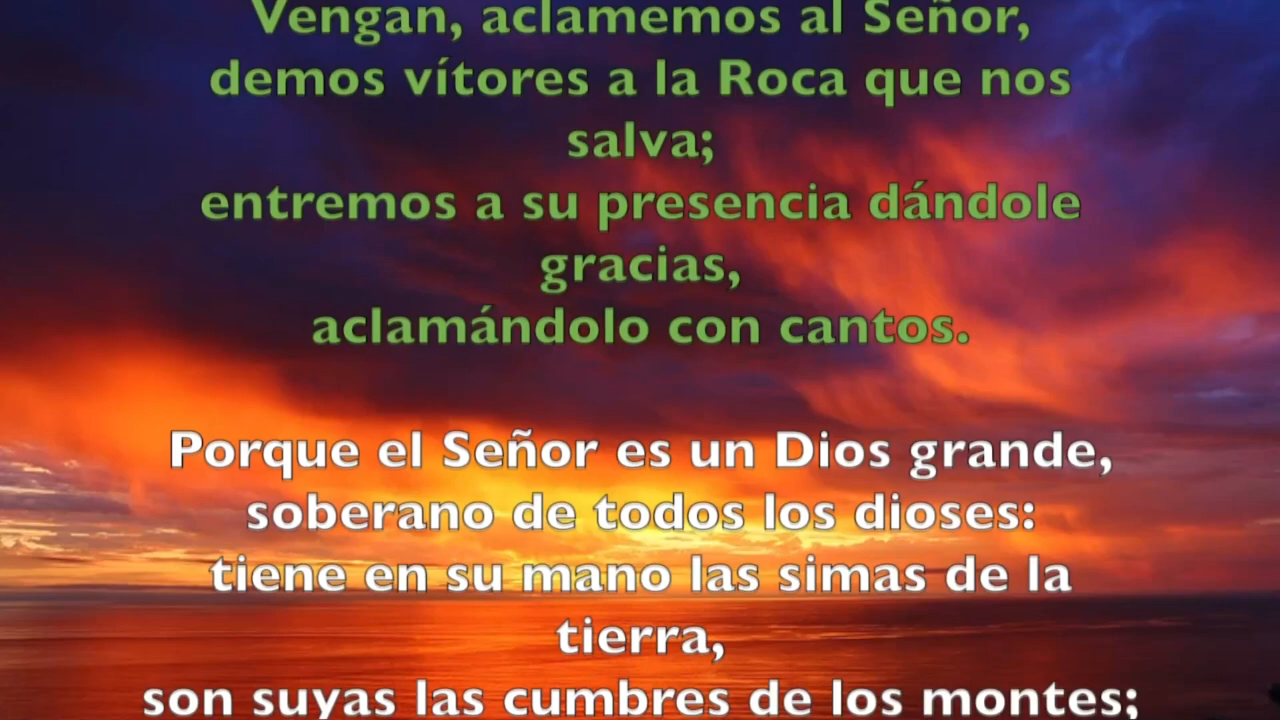 Vengan, aclamemos al Señor,
demos vítores a la Roca que nos
salva;
entremos a su presencia dándole
gracias,
aclamándolo con cantos.
Porque el Señor es un Dios grande,
soberano de todos los dioses:
tiene en su mano las simas de la
tierra,
son suyas las cumbres de los montes;